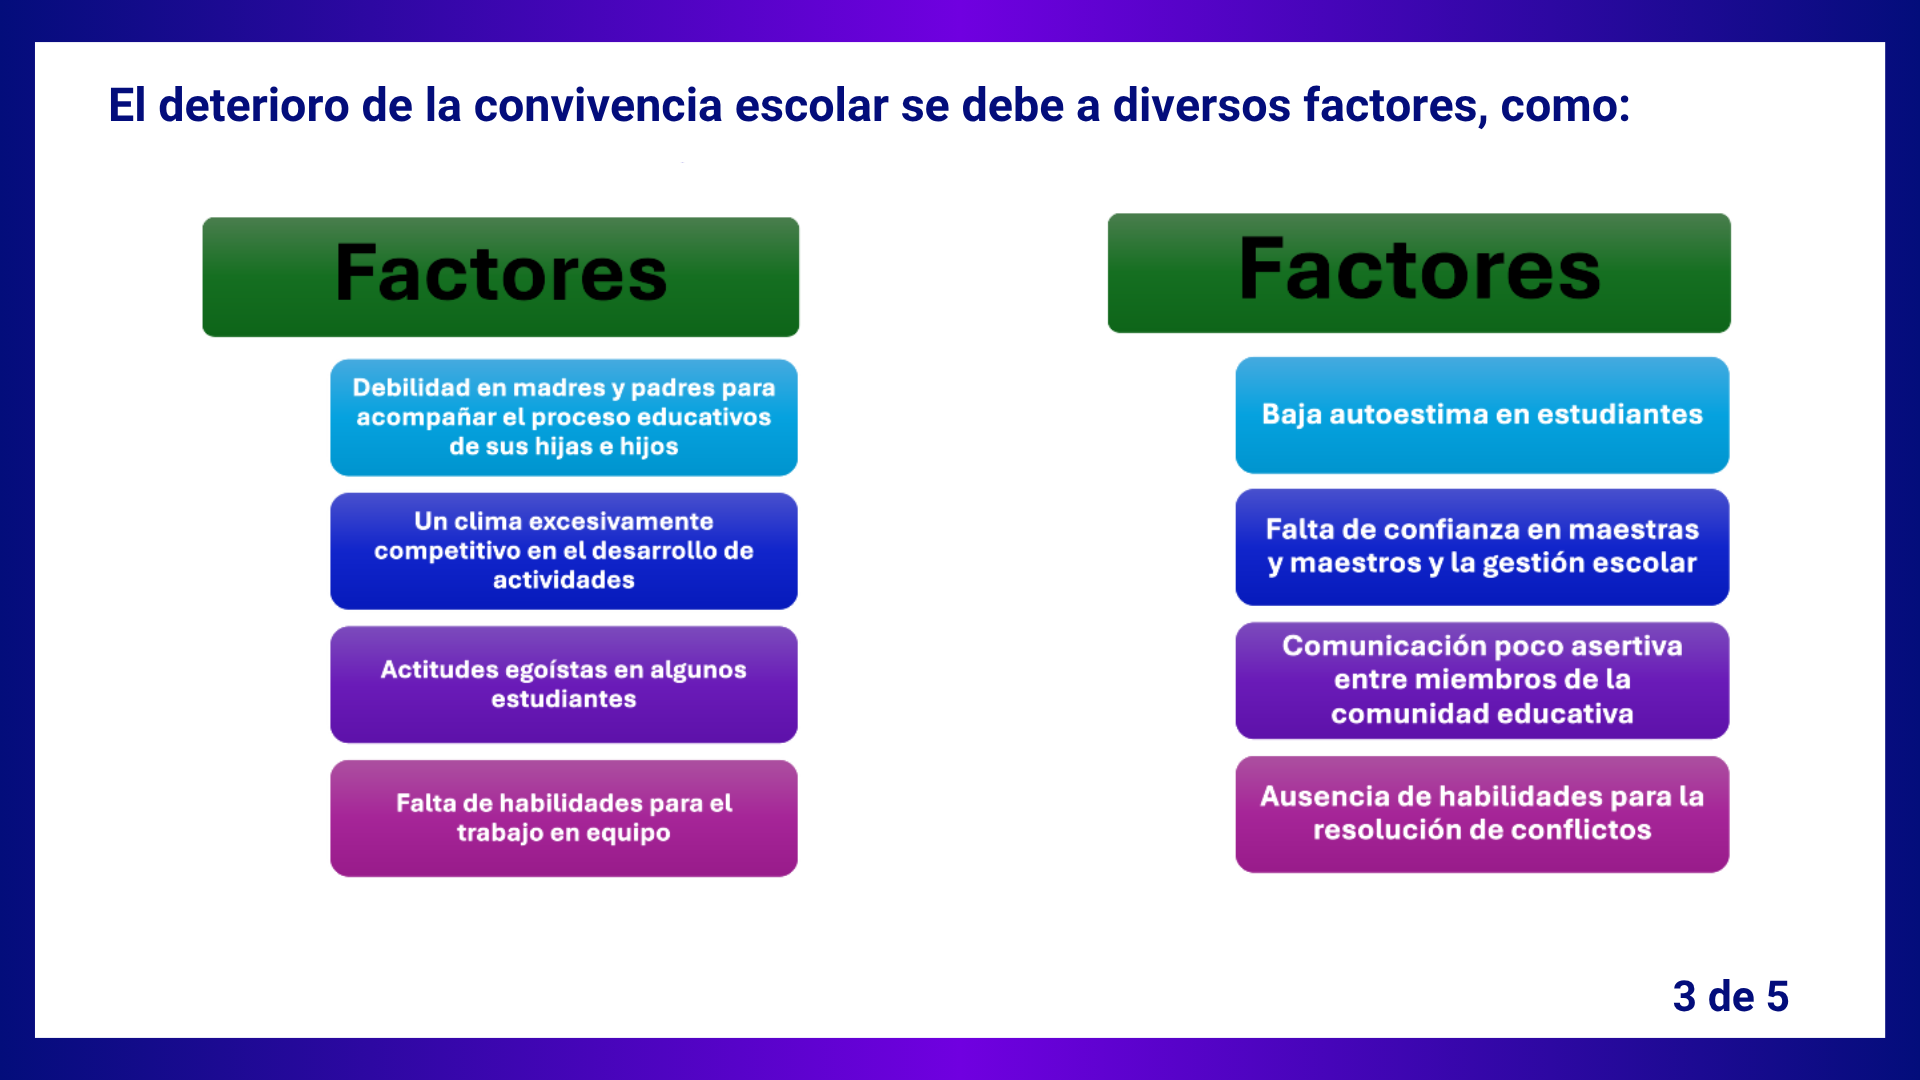 El deterioro de la convivencia escolar se debe a diversos factores, como:
Factores
Debilidad en madres y padres para
acompañar el proceso educativos
de sus hijas e hijos
Un clima excesivamente
competitivo en el desarrollo de
actividades
Actitudes egoístas en algunos
estudiantes
Falta de habilidades para el
trabajo en equipo
Factores
Baja autoestima en estudiantes
Falta de confianza en maestras
y maestros y la gestión escolar
Comunicación poco asertiva
entre miembros de la
comunidad educativa
Ausencia de habilidades para la
resolución de conflictos
3 de 5